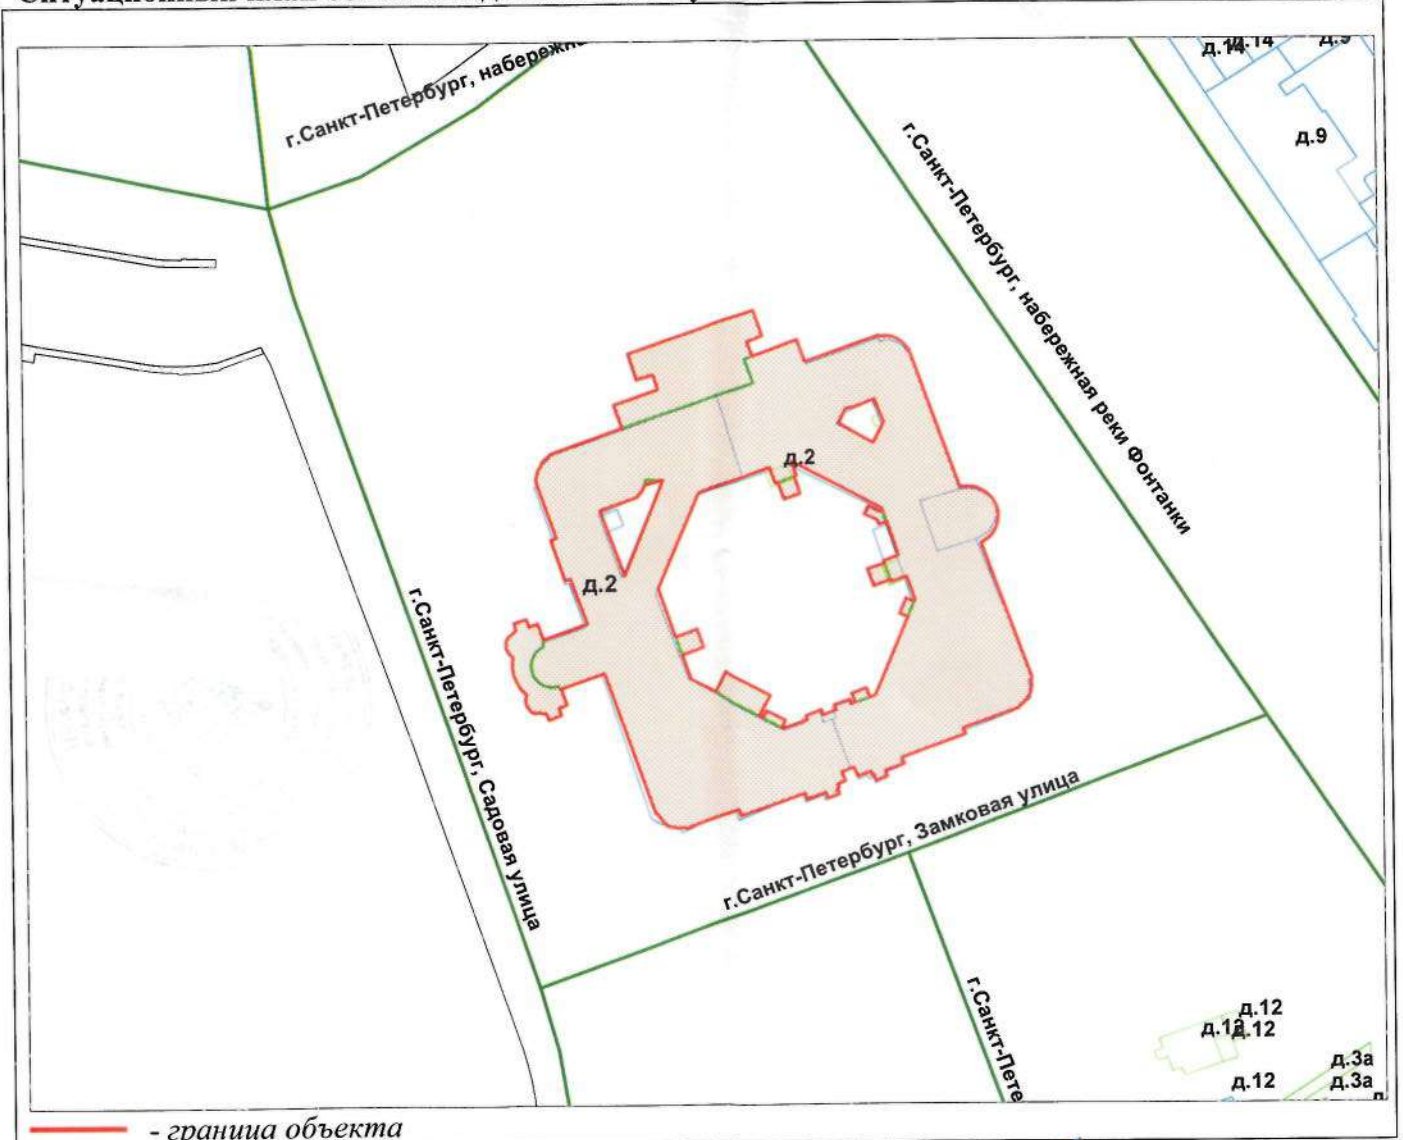 г.Санкт-Петербург, набережн
д.14
д.14
д.9
д.9
г.Санкт-Петербург, набережная реки Фонтанки
д.2
д.2
г.Санкт-Петербург, Садовая улица
г.Санкт-Петербург, Замковая улица
г.Санкт-Пете
д.12
д.12
д.12
д.3а
д.12
д.3а
- граница объекта